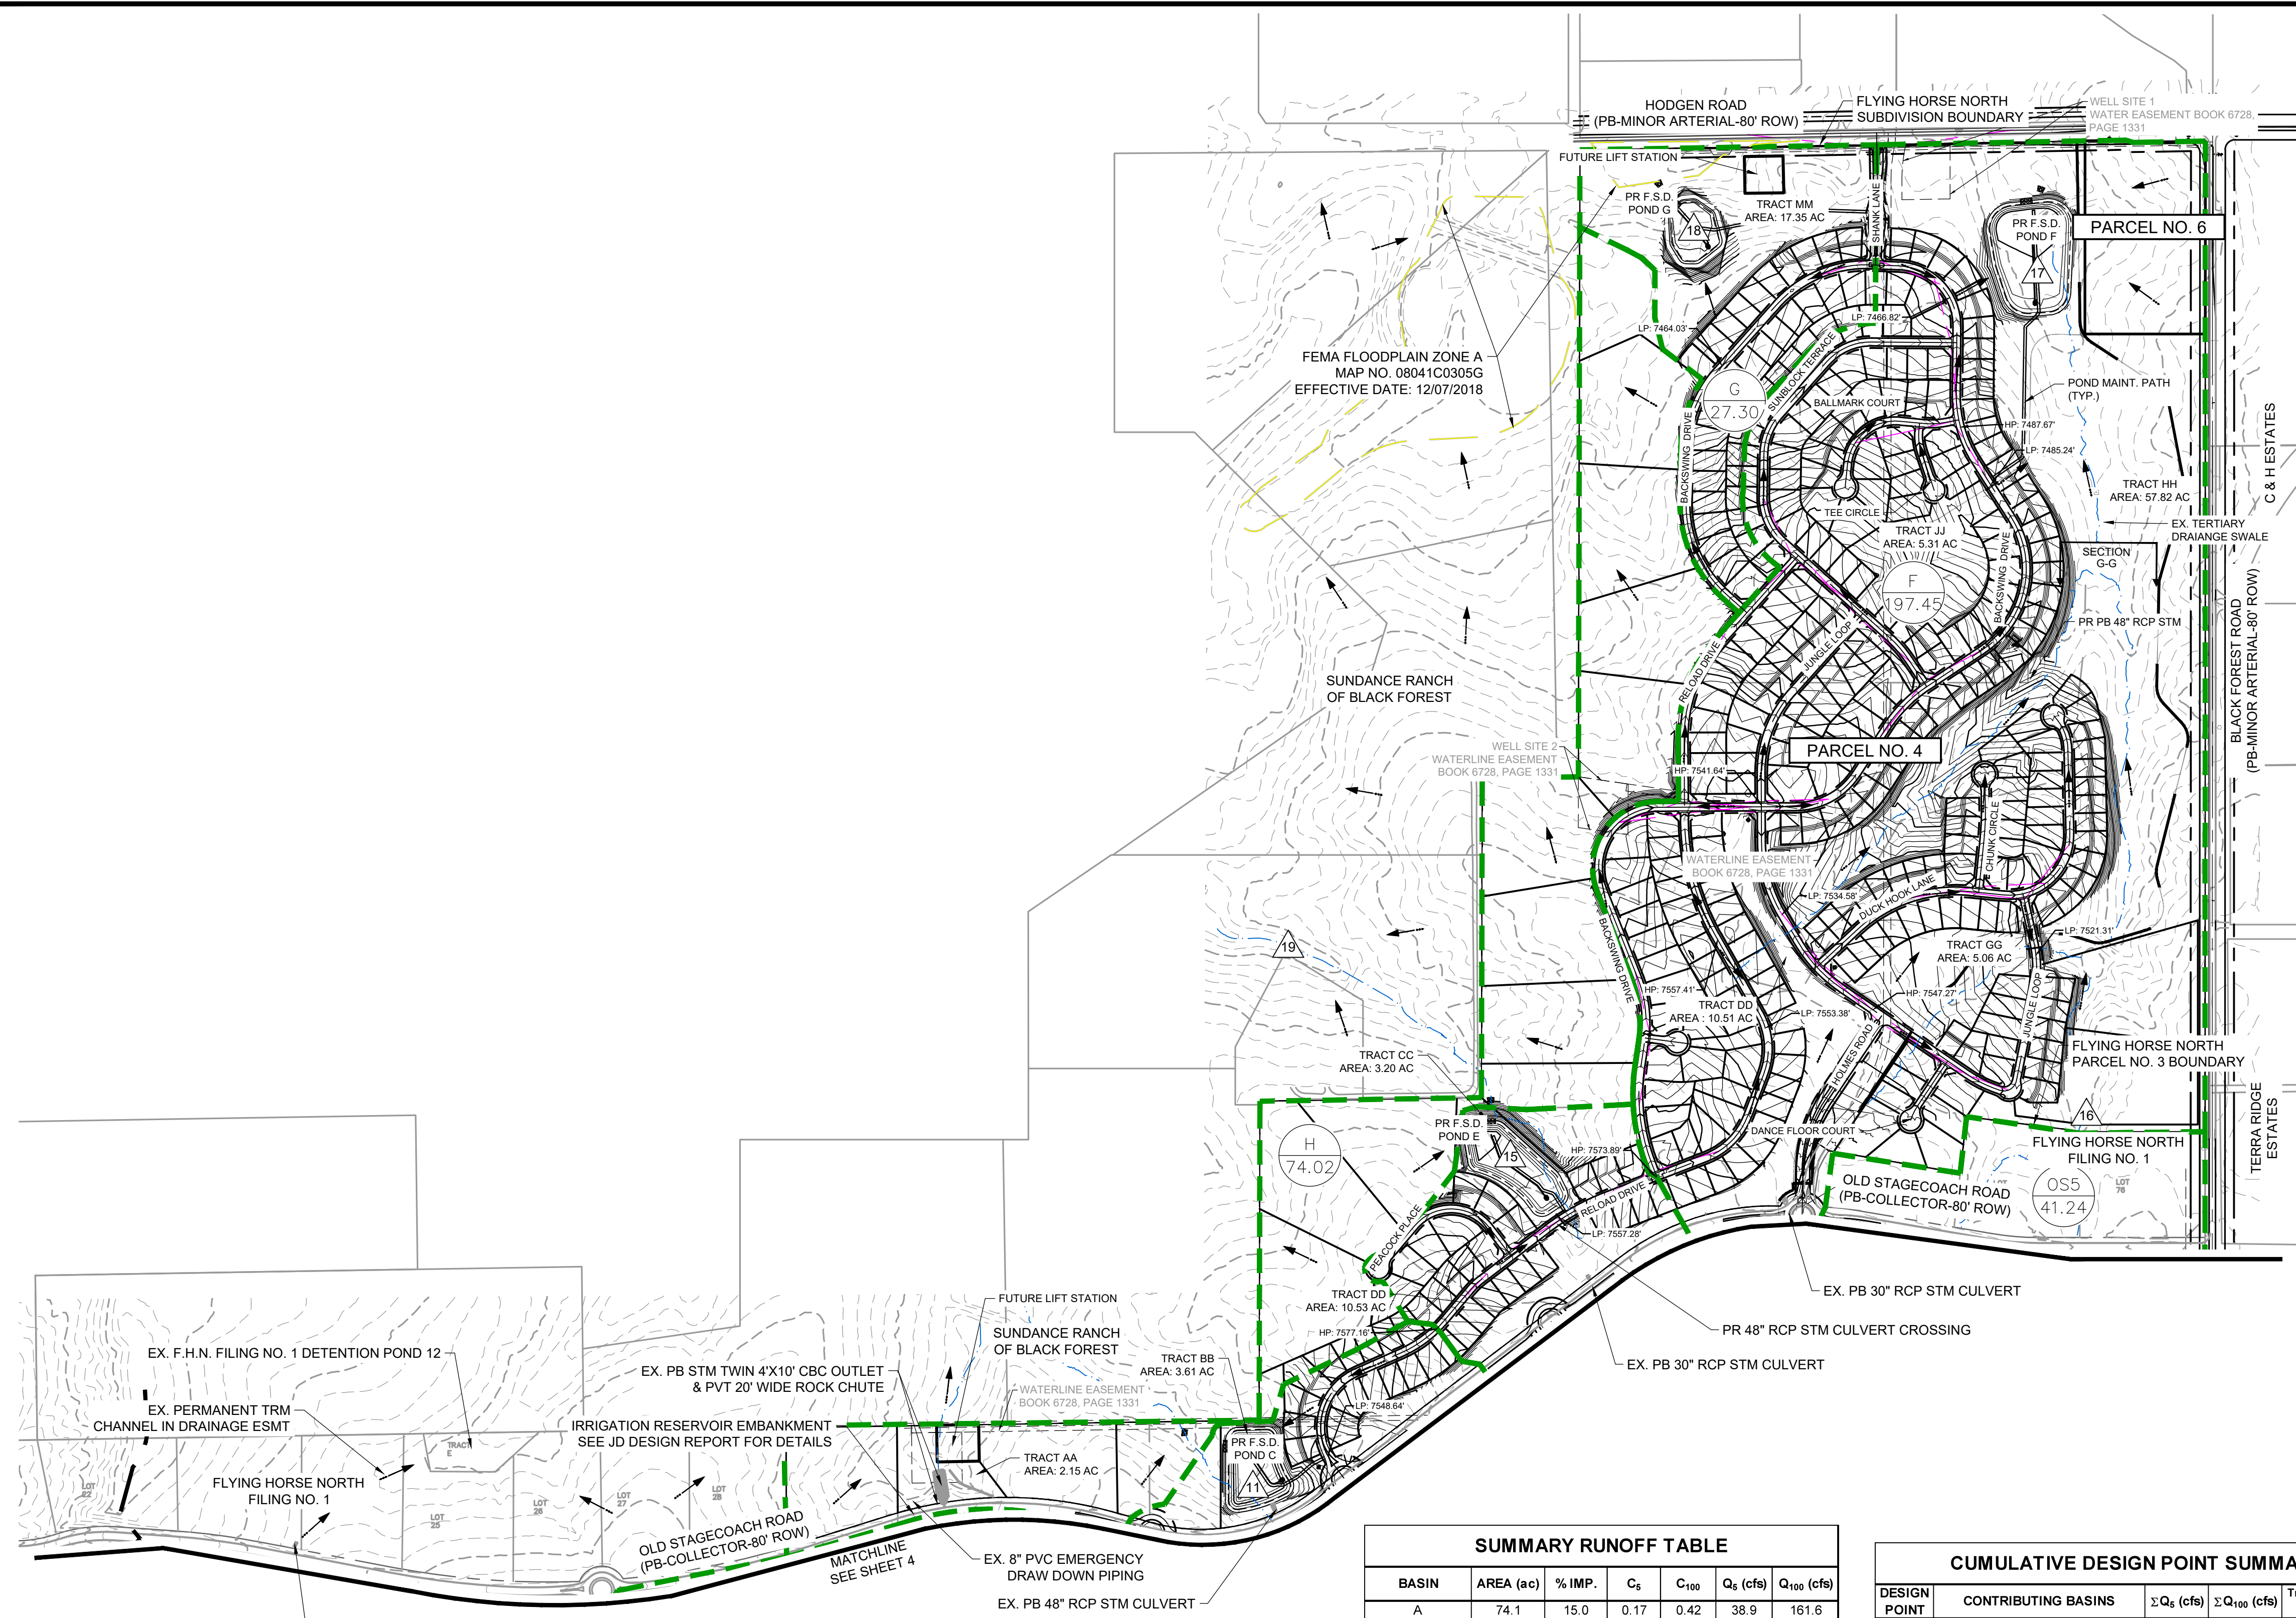 HODGEN ROAD
(PB-MINOR ARTERIAL-80' ROW)
FLYING HORSE NORTH
SUBDIVISION BOUNDARY
WELL SITE 1
WATER EASEMENT BOOK 6728,
PAGE 1331
FUTURE LIFT STATION
PR F.S.D.
POND G
18
TRACT MM
AREA: 17.35 AC
SHANK LANE
PR F.S.D.
POND F
17
PARCEL NO. 6
LP: 7464.03'
LP: 7466.82'
FEMA FLOODPLAIN ZONE A
MAP NO. 08041C0305G
EFFECTIVE DATE: 12/07/2018
G
27.30
SUNBLOCK TERRACE
BALLMARK COURT
POND MAINT. PATH
(TYP.)
BACKSWING DRIVE
HP: 7487.67'
LP: 7485.24'
C & H ESTATES
TRACT HH
AREA: 57.82 AC
TEE CIRCLE
TRACT JJ
AREA: 5.31 AC
EX. TERTIARY
DRAIANGE SWALE
SECTION
G-G
F
197.45
BACKSWING DRIVE
PR PB 48" RCP STM
BLACK FOREST ROAD
(PB-MINOR ARTERIAL-80' ROW)
JUNGLE LOOP
RELOAD DRIVE
SUNDANCE RANCH
OF BLACK FOREST
WELL SITE 2
WATERLINE EASEMENT
BOOK 6728, PAGE 1331
PARCEL NO. 4
HP: 7541.64'
CHUNK CIRCLE
WATERLINE EASEMENT
BOOK 6728, PAGE 1331
LP: 7534.58'
DUCK HOOK LANE
LP: 7521.31'
19
BACKSWING DRIVE
TRACT GG
AREA: 5.06 AC
HP: 7557.41'
HP: 7547.27'
TRACT DD
AREA : 10.51 AC
LP: 7553.38'
JUNGLE LOOP
HOLMES ROAD
FLYING HORSE NORTH
PARCEL NO. 3 BOUNDARY
TRACT CC
AREA: 3.20 AC
TERRA RIDGE
ESTATES
16
PR F.S.D.
POND E
15
DANCE FLOOR COURT
FLYING HORSE NORTH
FILING NO. 1
H
74.02
HP: 7573.89'
OLD STAGECOACH ROAD
(PB-COLLECTOR-80' ROW)
OS5
41.24
LOT
76
RELOAD DRIVE
PEACOCK PLACE
LP: 7557.28'
EX. PB 30" RCP STM CULVERT
FUTURE LIFT STATION
TRACT DD
AREA: 10.53 AC
PR 48" RCP STM CULVERT CROSSING
SUNDANCE RANCH
OF BLACK FOREST
HP: 7577.16'
EX. F.H.N. FILING NO. 1 DETENTION POND 12
EX. PB STM TWIN 4'X10' CBC OUTLET
& PVT 20' WIDE ROCK CHUTE
TRACT BB
AREA: 3.61 AC
EX. PB 30" RCP STM CULVERT
WATERLINE EASEMENT
BOOK 6728, PAGE 1331
LP: 7548.64'
EX. PERMANENT TRM
CHANNEL IN DRAINAGE ESMT
IRRIGATION RESERVOIR EMBANKMENT
SEE JD DESIGN REPORT FOR DETAILS
TRACT
E
PR F.S.D.
POND C
11
TRACT AA
AREA: 2.15 AC
FLYING HORSE NORTH
FILING NO. 1
LOT
22
LOT
25
LOT
26
LOT
27
LOT
28
OLD STAGECOACH ROAD
(PB-COLLECTOR-80' ROW)
MATCHLINE
SEE SHEET 4
EX. 8" PVC EMERGENCY
DRAW DOWN PIPING
EX. PB 48" RCP STM CULVERT
SUMMARY RUNOFF TABLE
BASIN AREA (ac) % IMP. C5 C100 Q5 (cfs) Q100 (cfs)
A 74.1 15.0 0.17 0.42 38.9 161.6
CUMULATIVE DESIGN POINT
DESIGN
POINT CONTRIBUTING BASINS ΣQ5 (cfs) ΣQ100 (cfs)